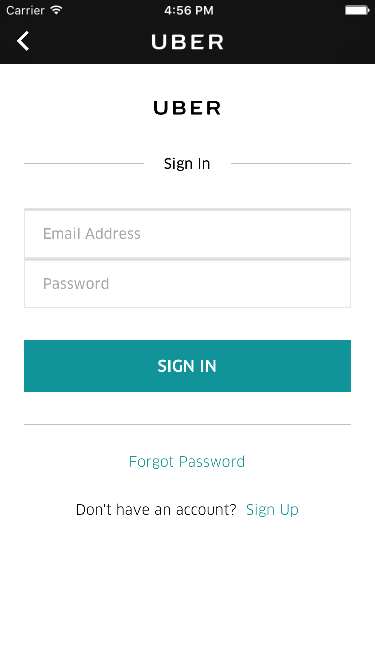 Carrier 4:56 PM
UBER
UBER
Sign In
Email Address
Password
SIGN IN
Forgot Password
Don't have an account? Sign Up